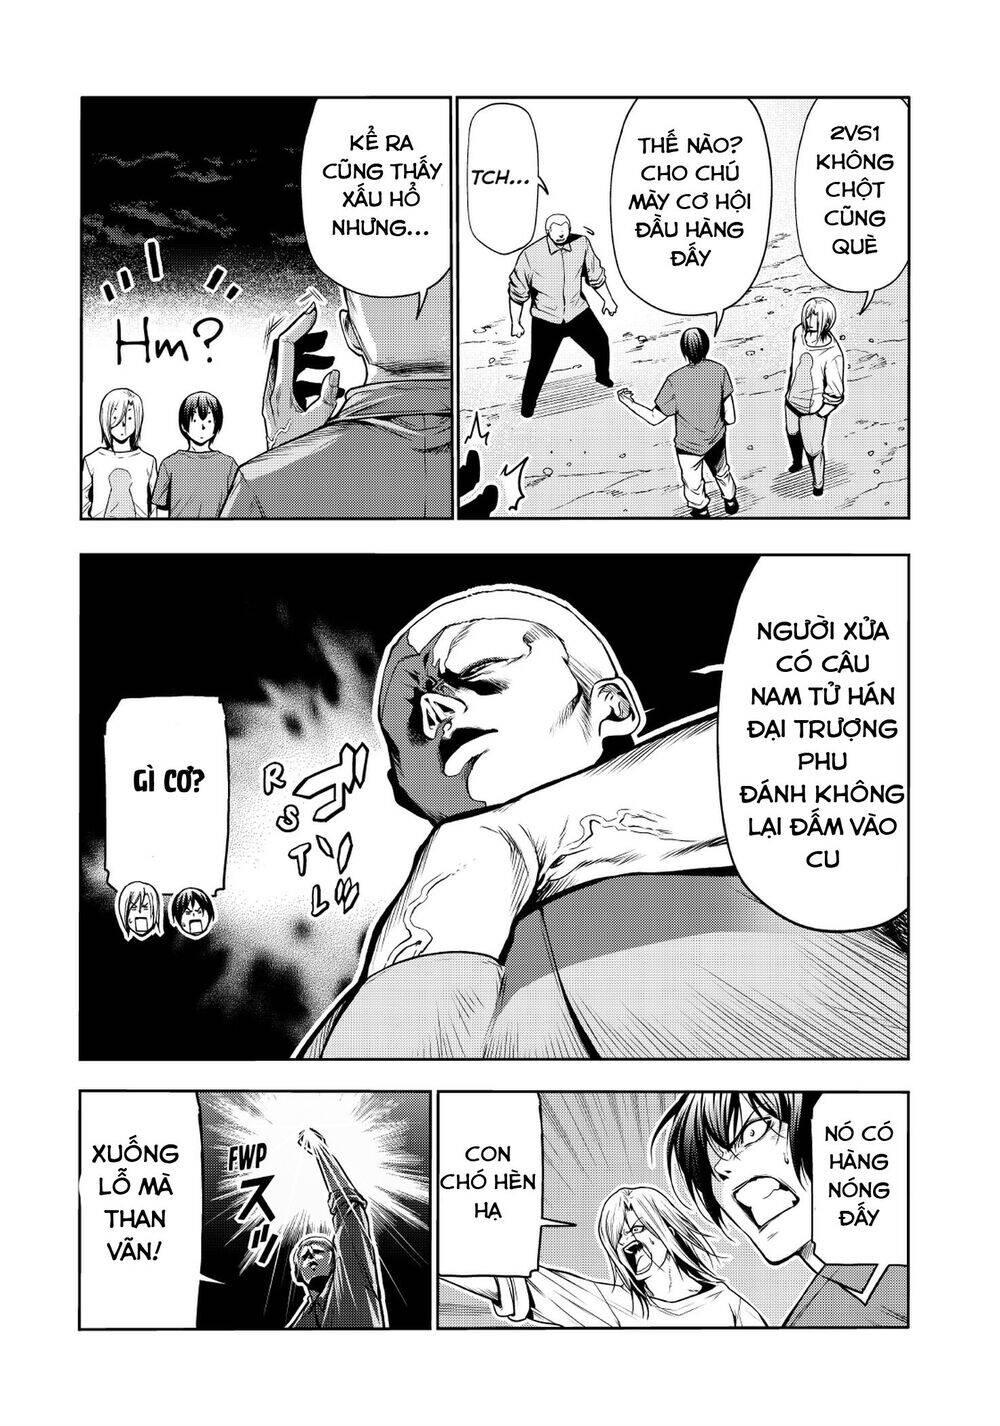 2VS1
KHÔNG
CHỘT
CŨNG
QUÈ
THẾ NÀO?
CHO CHÚ
MÀY CƠ HỘI
ĐẦU HÀNG
ĐẤY
TCH...
KỂ RA
CŨNG THẤY
XẤU HỔ
NHƯNG...
Hm?
NGƯỜI XỬA
CÓ CÂU
NAM TỬ HÁN
ĐẠI TRƯỢNG
PHU
ĐÁNH KHÔNG
LẠI ĐẤM VÀO
CU
RSTL
GÌ CƠ?
NÓ CÓ
HÀNG
NÓNG
ĐẤY
CON
CHÓ HÈN
HẠ
FWP
XUỐNG
LỖ MÀ
THAN
VÃN!